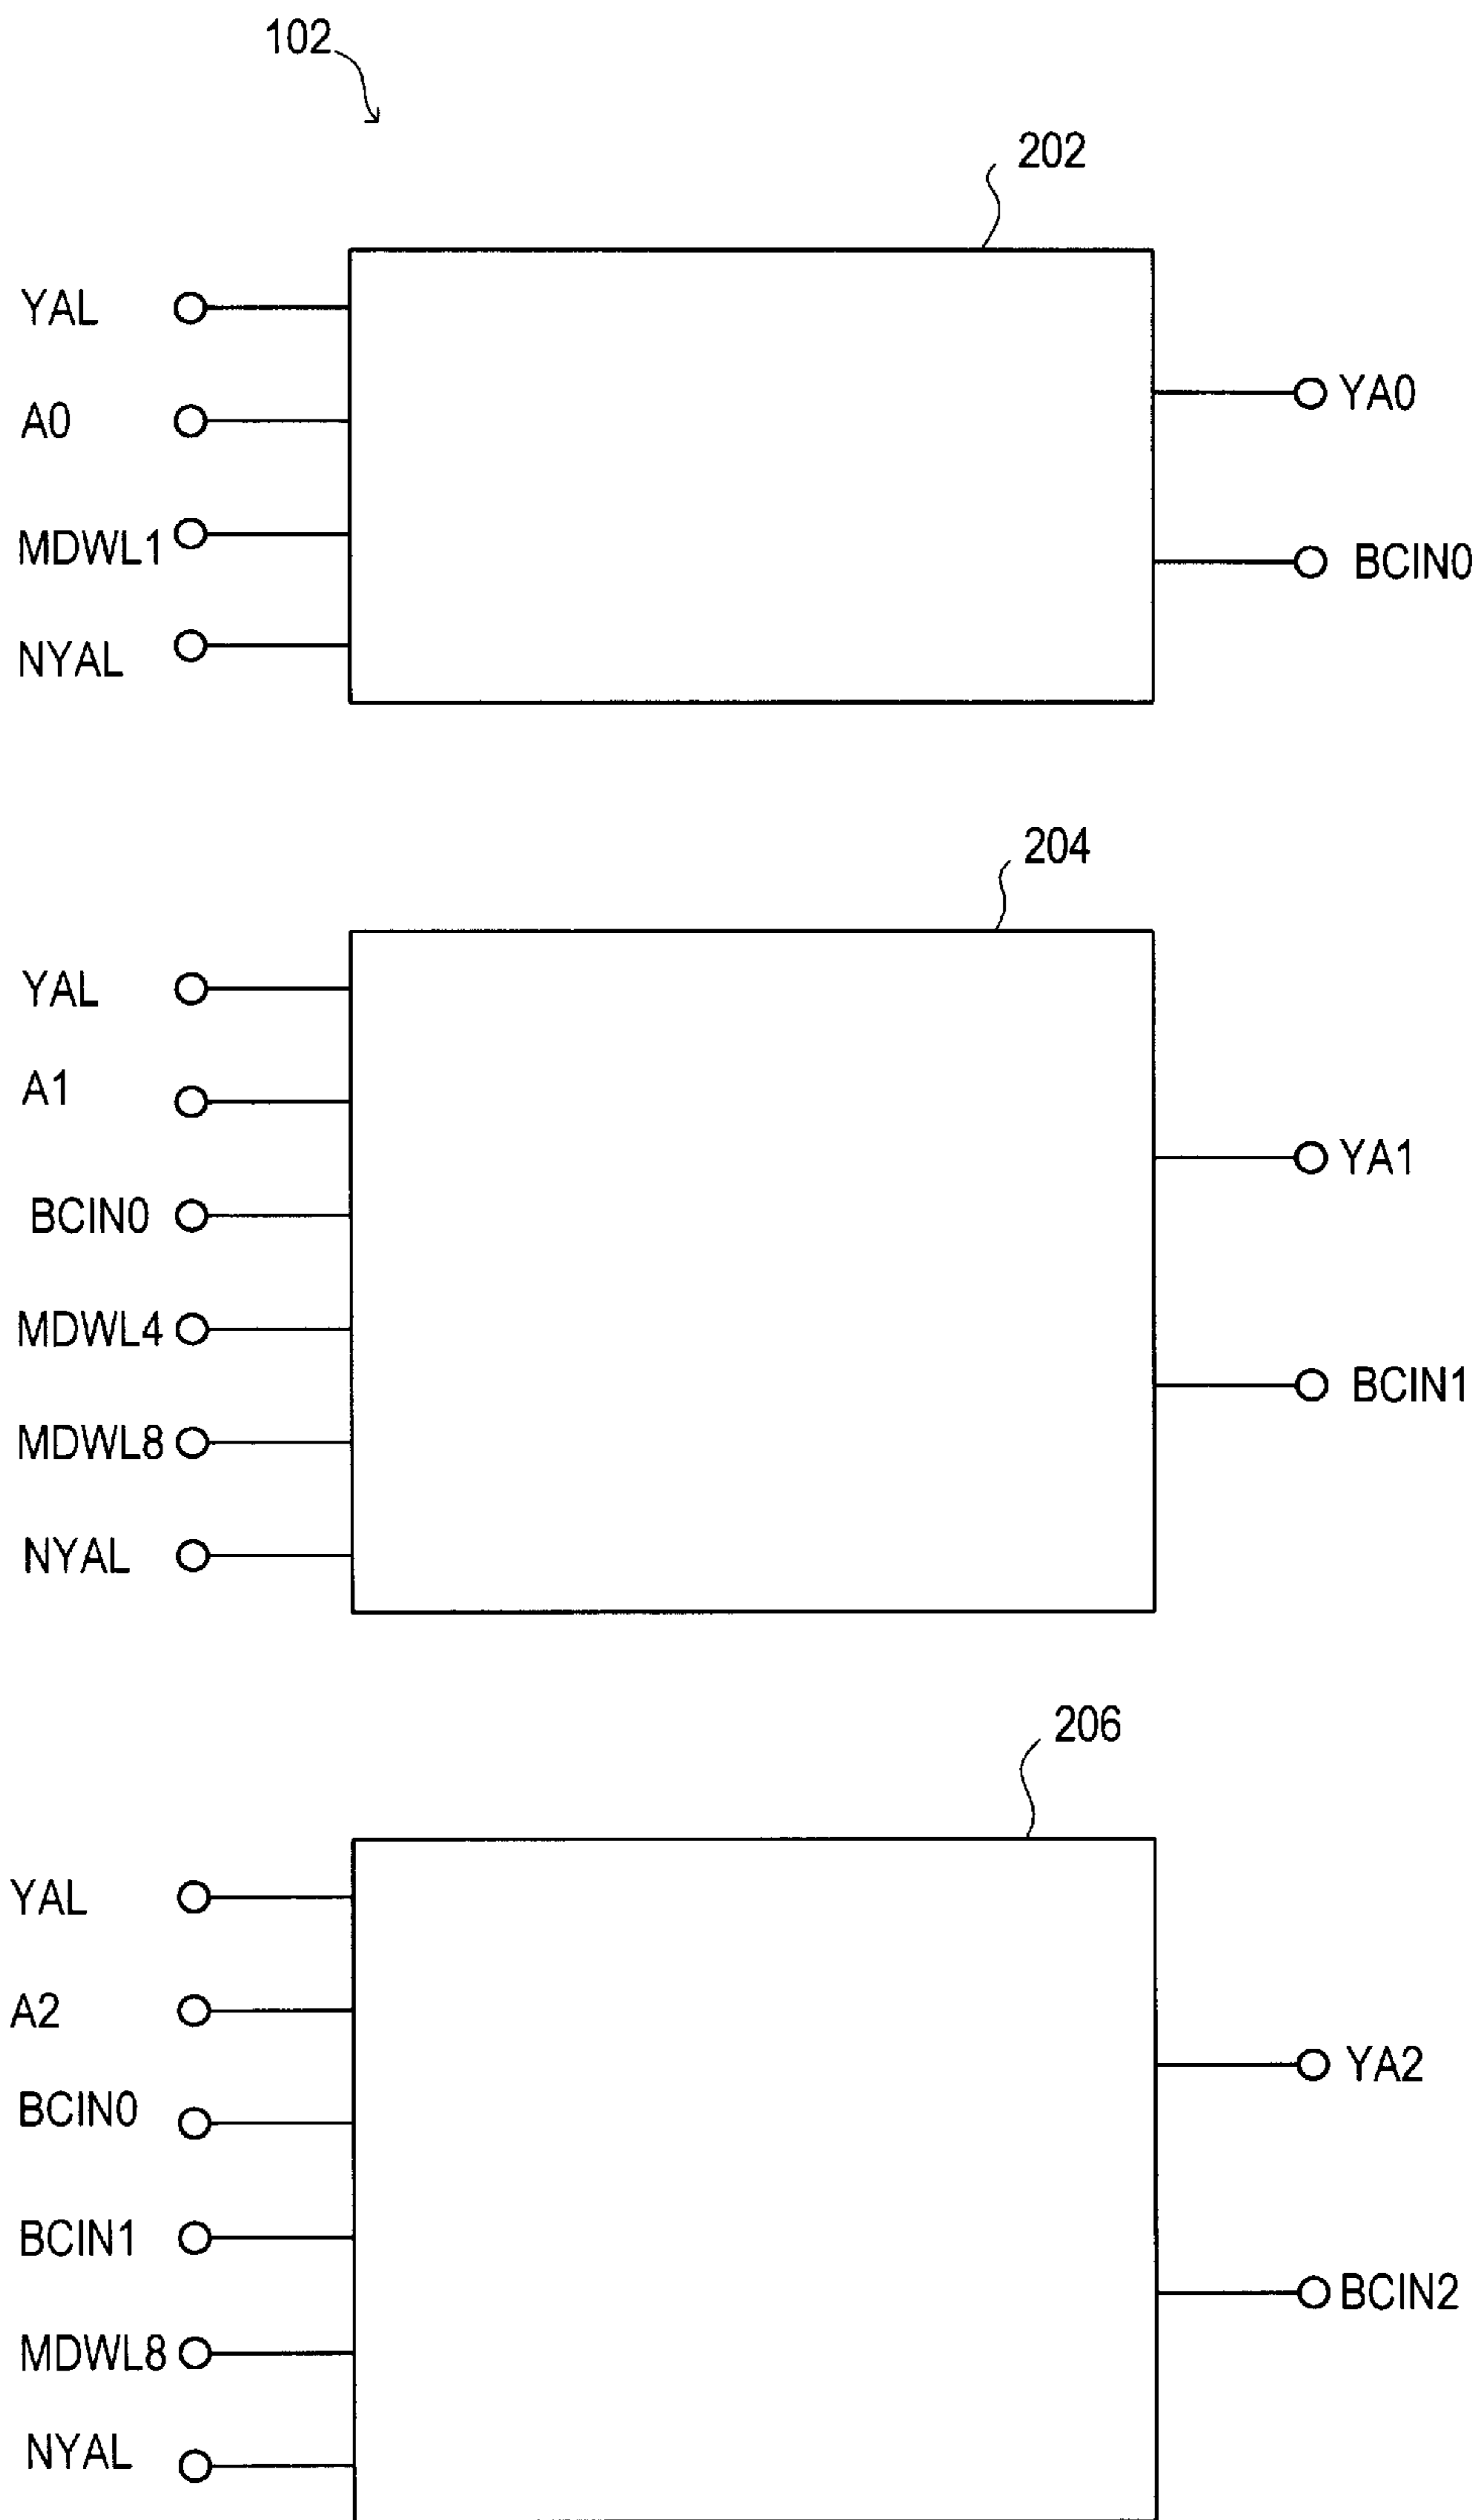 102
202
YAL
A0
MDWL1
NYAL
YA0
BCIN0
204
YAL
A1
BCIN0
MDWL4
MDWL8
NYAL
YA1
BCIN1
206
YAL
A2
BCIN0
BCIN1
MDWL8
NYAL
YA2
BCIN2